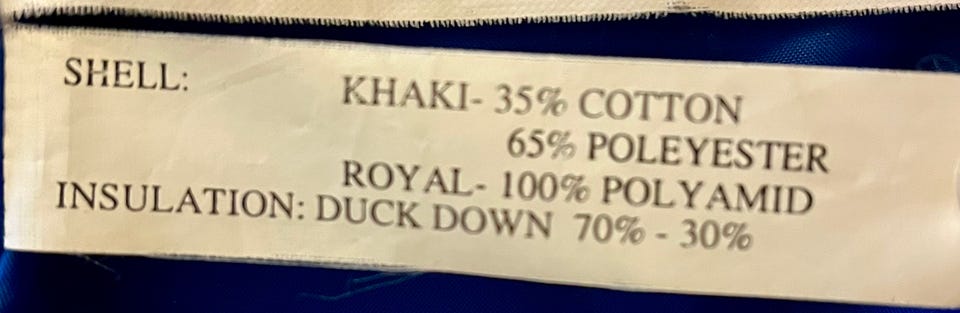 SHELL: KHAKI- 35% COTTON
65% POLEYESTER
ROYAL- 100% POLYAMID
INSULATION: DUCK DOWN 70% - 30%